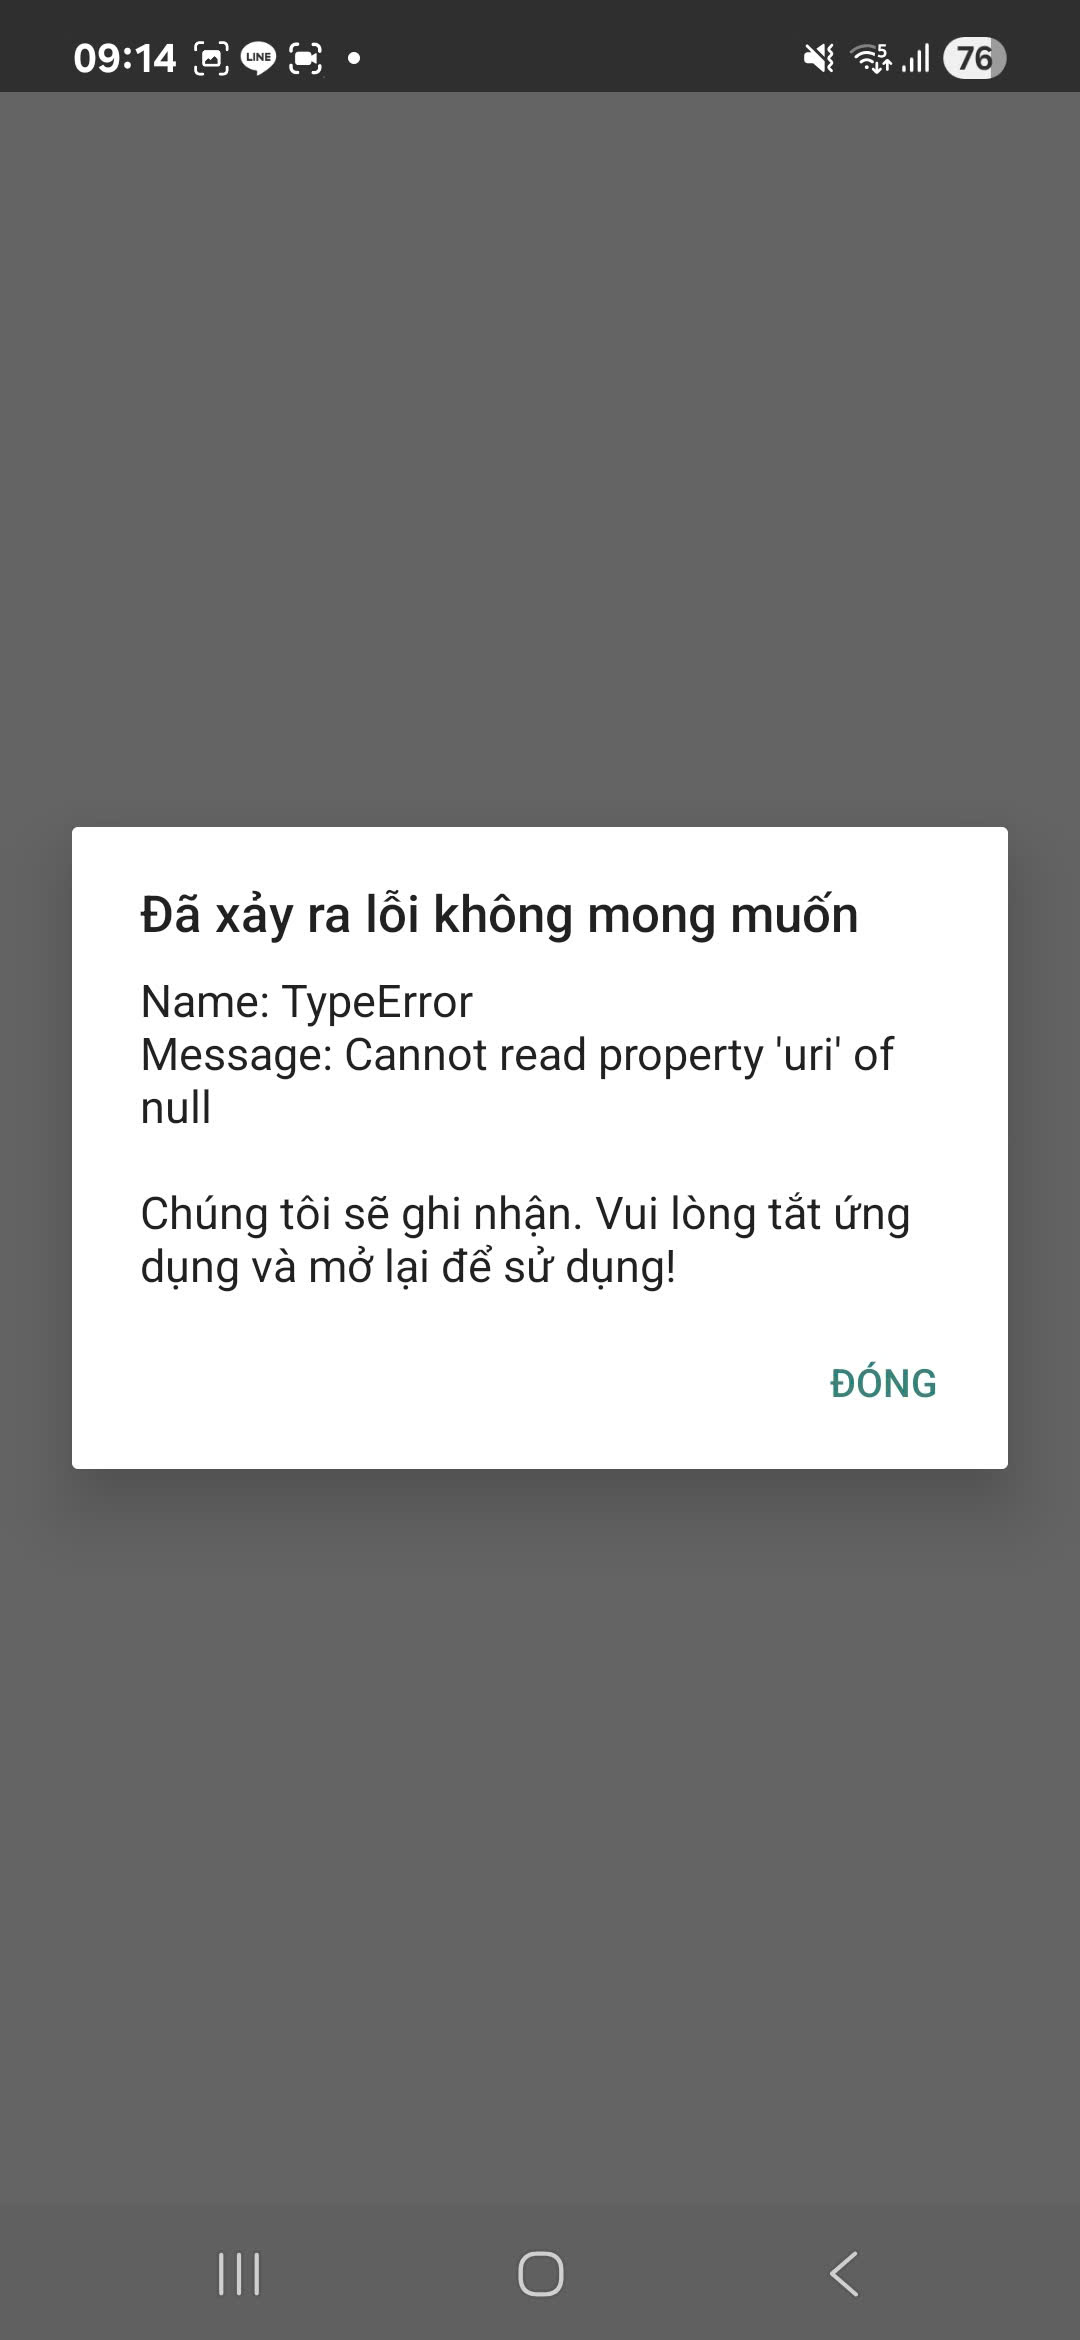 09:14 LINE 5 76
Đã xảy ra lỗi không mong muốn
Name: TypeError
Message: Cannot read property 'uri' of
null
Chúng tôi sẽ ghi nhận. Vui lòng tắt ứng
dụng và mở lại để sử dụng!
ĐÓNG